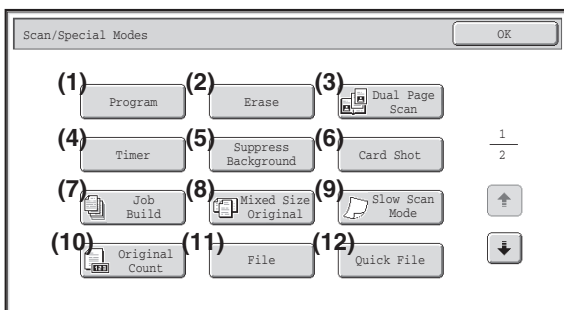 Scan/Special Modes
OK
(1) Program
(2) Erase
(3) Dual Page
Scan
(4) Timer
(5) Suppress
Background
(6) Card Shot
1
2
(7) Job
Build
(8) Mixed Size
Original
(9) Slow Scan
Mode
(10) Original
Count
123
(11) File
(12) Quick File